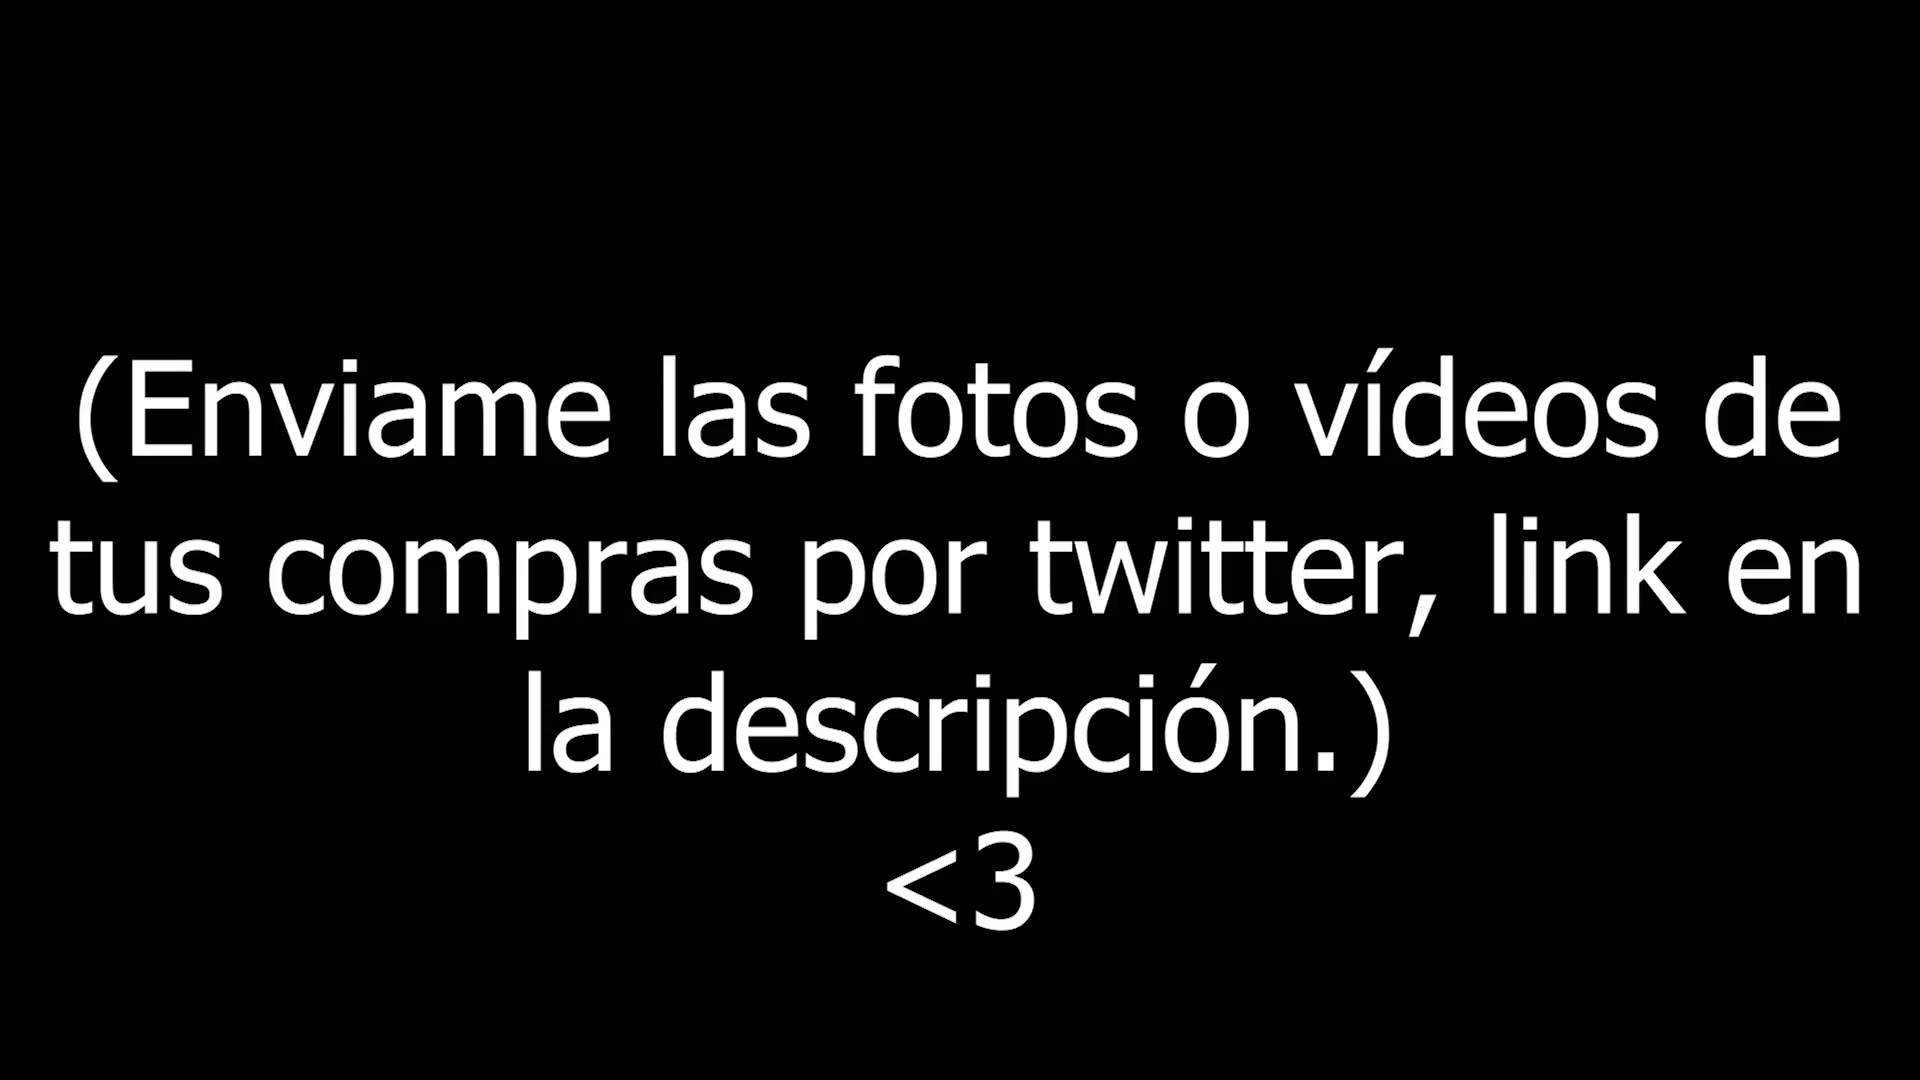 (Enviame las fotos o vídeos de
tus compras por twitter, link en
la descripción.)
<3